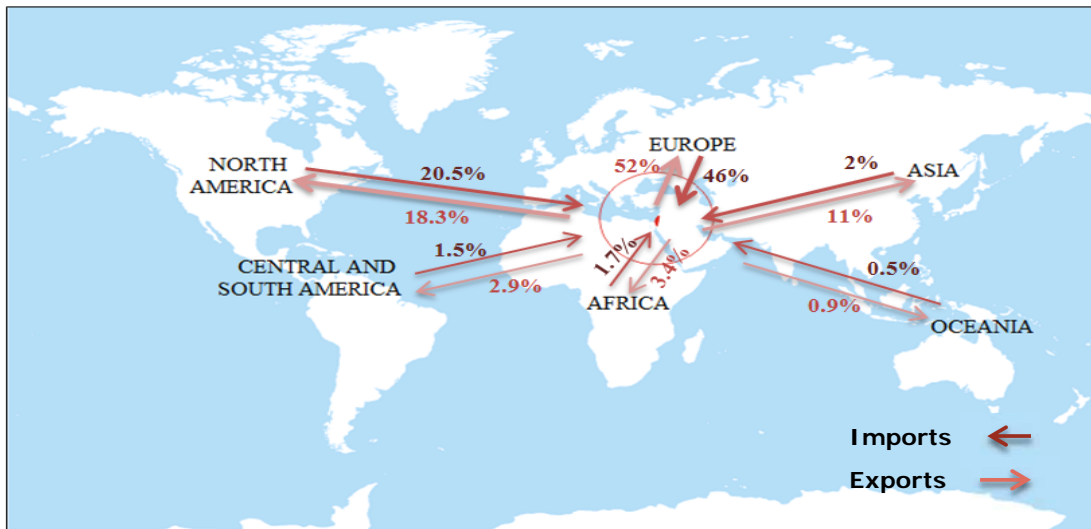 EUROPE
52%
46%
NORTH
AMERICA
20.5%
18.3%
2%
ASIA
11%
1.5%
CENTRAL AND
SOUTH AMERICA
2.9%
1.7%
3.4%
AFRICA
0.5%
0.9%
OCEANIA
Imports
Exports